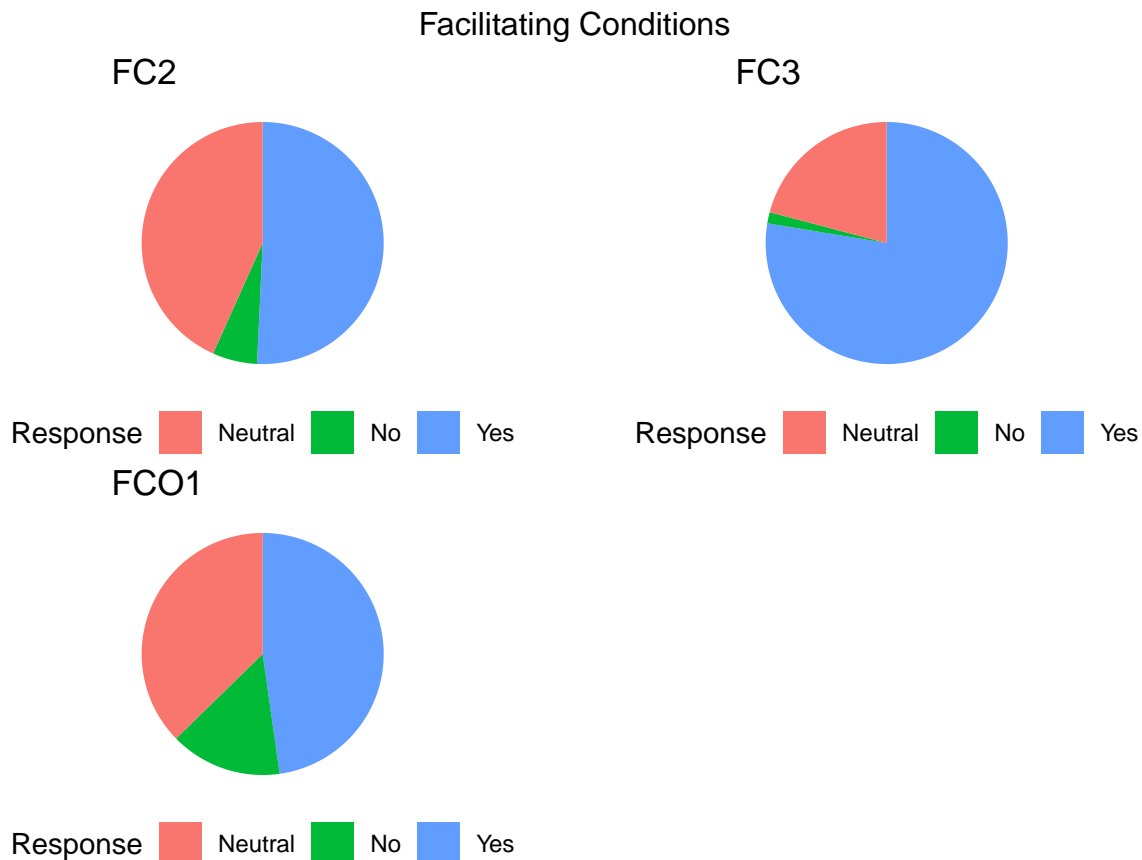 Facilitating Conditions
FC2
FC3
Response Neutral No Yes
Response Neutral No Yes
FCO1
Response Neutral No Yes